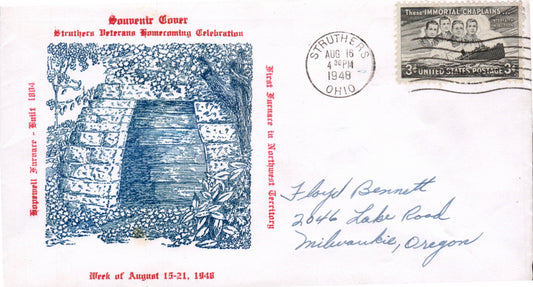 Souvenir Cover
Struthers Veterans Homecoming Celebration
Hopewell Furnace - Built 1804
First Furnace in Northwest Territory
Week of August 15-21, 1948
STRUTHERS
AUG 16
4 30 PM
1948
OHIO
These IMMORTAL CHAPLAINS...
3¢ UNITED STATES POSTAGE 3¢
Floyd Bennett
2046 Lake Road
Milwaukie, Oregon